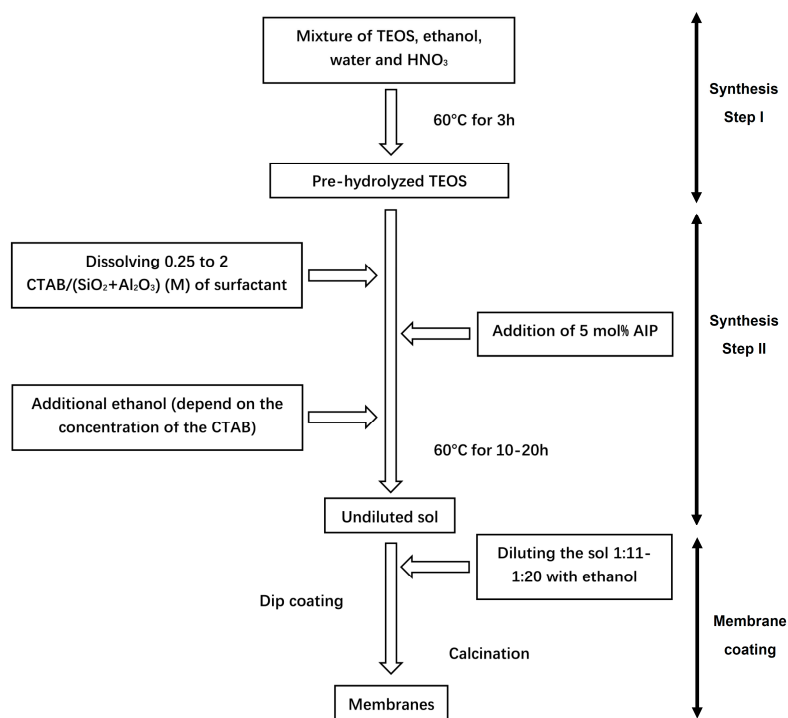 Mixture of TEOS, ethanol,
water and HNO₃
Synthesis
Step I
60°C for 3h
Pre-hydrolyzed TEOS
Dissolving 0.25 to 2
CTAB/(SiO₂+Al₂O₃) (M) of surfactant
Addition of 5 mol% AIP
Synthesis
Step II
Additional ethanol (depend on the
concentration of the CTAB)
60°C for 10-20h
Undiluted sol
Diluting the sol 1:11-
1:20 with ethanol
Dip coating
Membrane
coating
Calcination
Membranes